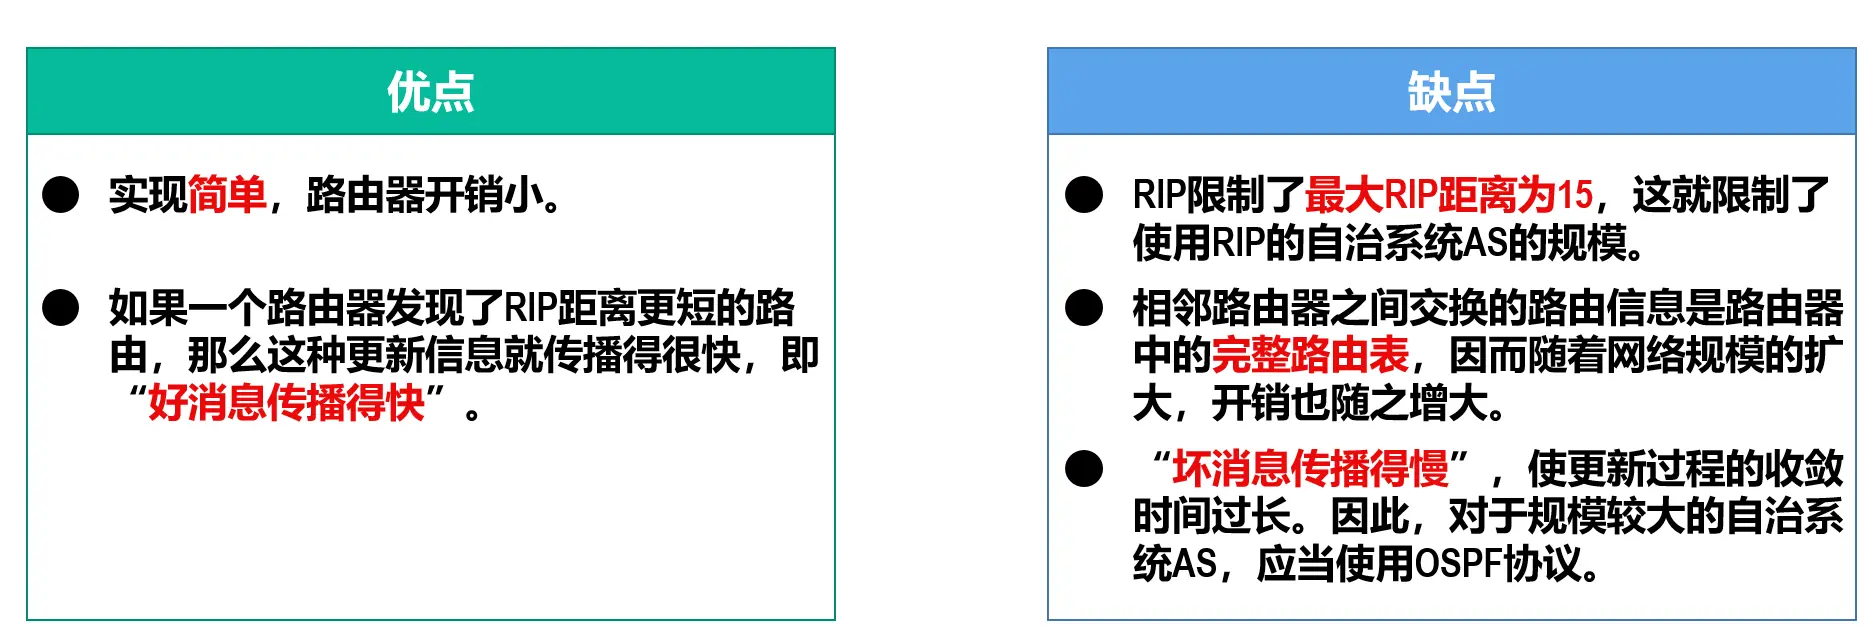 优点
实现简单，路由器开销小。
如果一个路由器发现了RIP距离更短的路
由，那么这种更新信息就传播得很快，即
“好消息传播得快”。
缺点
RIP限制了最大RIP距离为15，这就限制了
使用RIP的自治系统AS的规模。
相邻路由器之间交换的路由信息是路由器
中的完整路由表，因而随着网络规模的扩
大，开销也随之增大。
“坏消息传播得慢”，使更新过程的收敛
时间过长。因此，对于规模较大的自治系
统AS，应当使用OSPF协议。